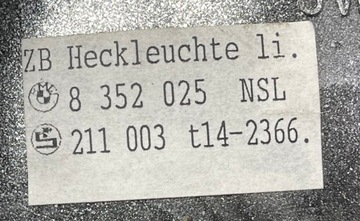 ZB Heckleuchte li.
8 352 025 NSL
211 003 t14-2366.